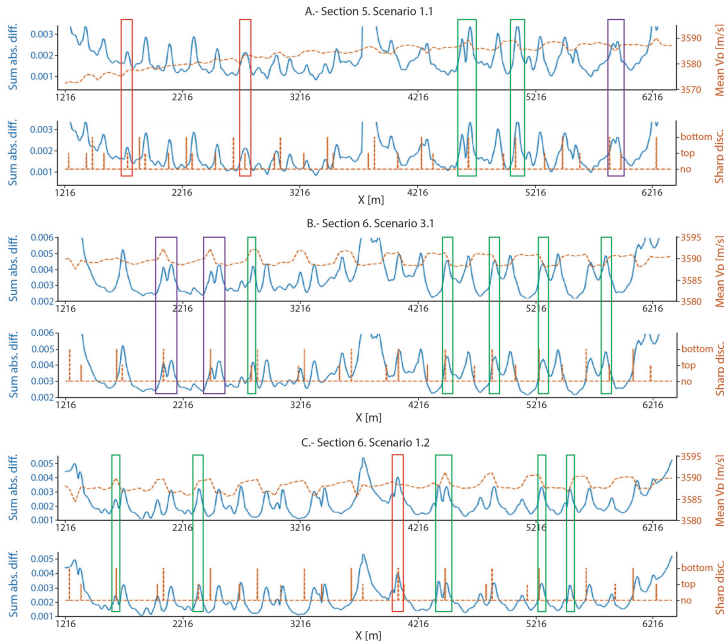 A.- Section 5. Scenario 1.1
Sum abs. diff.
0.003
0.002
0.001
3590
3580
3570
Mean Vp [m/s]
1216
2216
3216
4216
5216
6216
Sum abs. diff.
0.003
0.002
0.001
bottom
top
no
Sharp disc.
1216
2216
3216
4216
5216
6216
X [m]
B.- Section 6. Scenario 3.1
Sum abs. diff.
0.006
0.005
0.004
0.003
0.002
3595
3590
3585
3580
Mean Vp [m/s]
1216
2216
3216
4216
5216
6216
Sum abs. diff.
0.006
0.005
0.004
0.003
0.002
bottom
top
no
Sharp disc.
1216
2216
3216
4216
5216
6216
X [m]
C.- Section 6. Scenario 1.2
Sum abs. diff.
0.005
0.004
0.003
0.002
0.001
3595
3590
3585
3580
Mean Vp [m/s]
1216
2216
3216
4216
5216
6216
Sum abs. diff.
0.005
0.004
0.003
0.002
0.001
bottom
top
no
Sharp disc.
1216
2216
3216
4216
5216
6216
X [m]